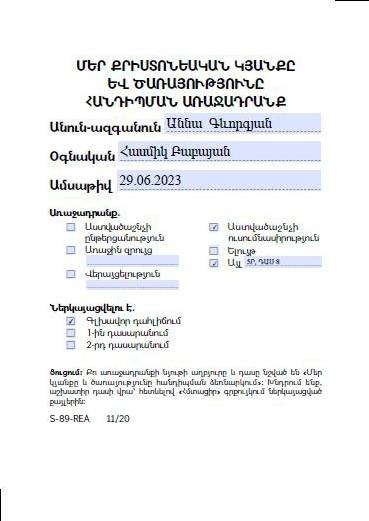 ՄԵՐ ՔՐԻՍՏՈՆԵԱԿԱՆ ԿՅԱՆՔԸ
ԵՎ ԾԱՌԱՅՈՒԹՅՈՒՆԸ
ՀԱՆԴԻՊՄԱՆ ԱՌԱՋԱԴՐԱՆՔ
Անուն-ազգանուն Աննա Գևորգյան
Օգնական Հասմիկ Բաբայան
Ամսաթիվ 29.06.2023
Առաջադրանք.
Աստվածաշնչի ընթերցանություն
Առաջին զրույց
Վերայցելություն
Աստվածաշնչի ուսումնասիրություն
Ելույթ
Այլ ԵՐ, ԴԱՍ 8
Ներկայացվելու է.
Գլխավոր դահլիճում
1-ին դասարանում
2-րդ դասարանում
Ծուցում: Քո առաջադրանքի նյութի աղբյուրը և դասը նշված են «Մեր
կյանքը և ծառայությունը հանդիպման ձեռնարկում»: Խնդրում ենք,
աշխատիր դասի վրա՝ հետևելով «Հմտացիր» գրքույկում ներկայացված
քայլերին:
S-89-REA 11/20